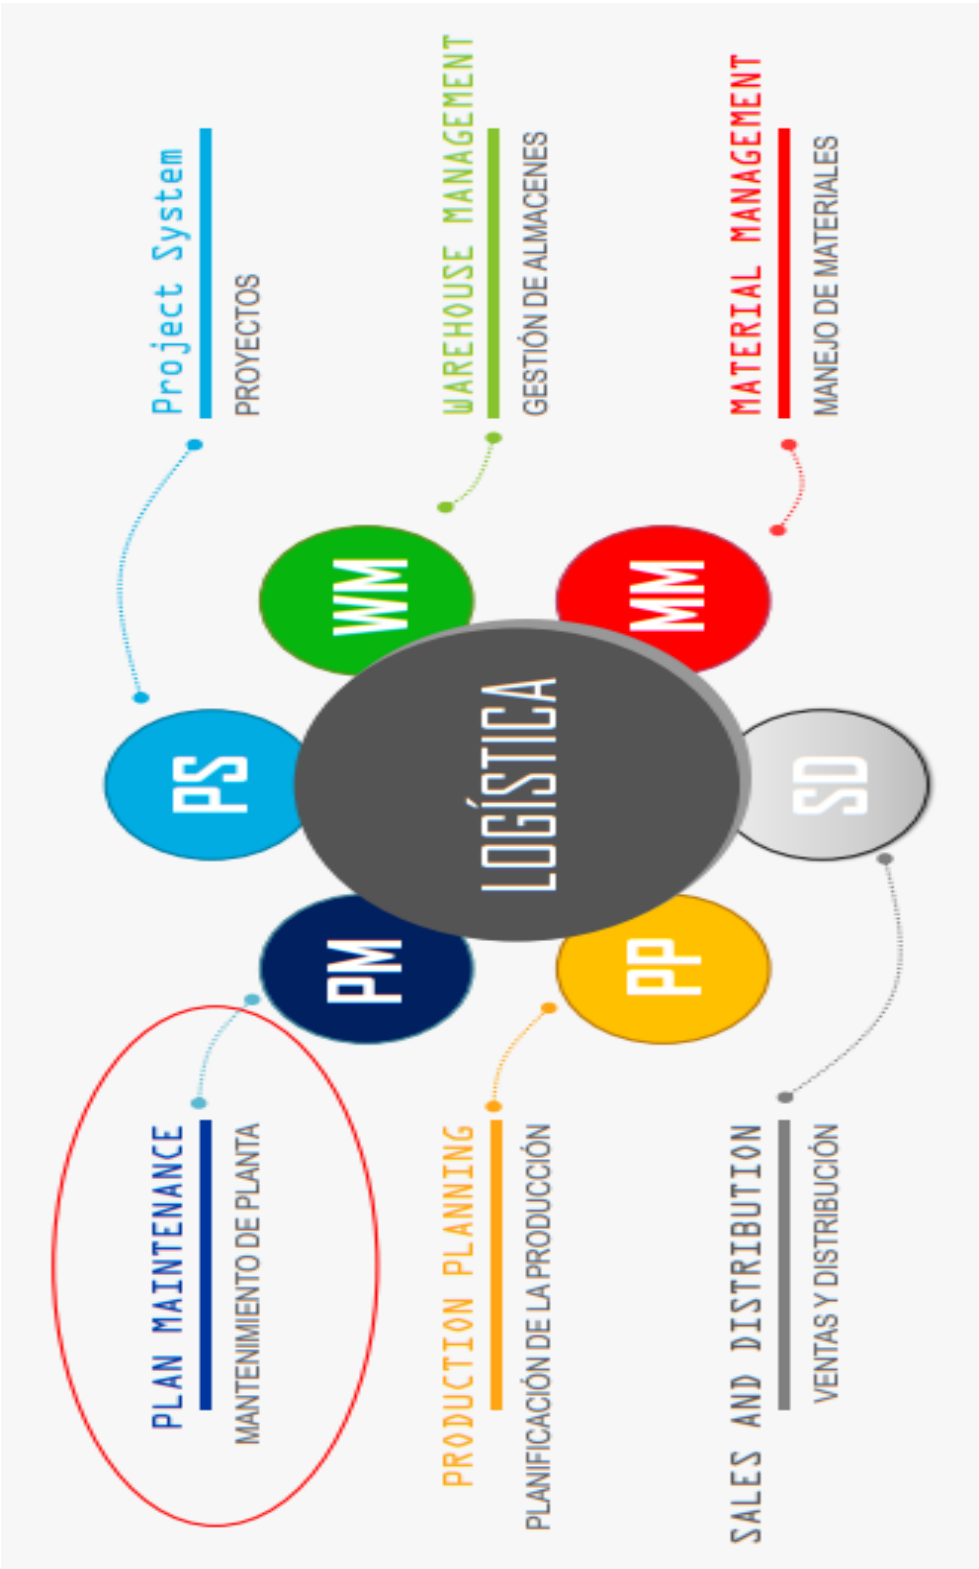 PLAN MAINTENANCE
MANTENIMIENTO DE PLANTA
PRODUCTION PLANNING
PLANIFICACIÓN DE LA PRODUCCIÓN
SALES AND DISTRIBUTION
VENTAS Y DISTRIBUCIÓN
PM
PS
WM
LOGÍSTICA
PP
SD
MM
Project System
PROYECTOS
WAREHOUSE MANAGEMENT
GESTIÓN DE ALMACENES
MATERIAL MANAGEMENT
MANEJO DE MATERIALES